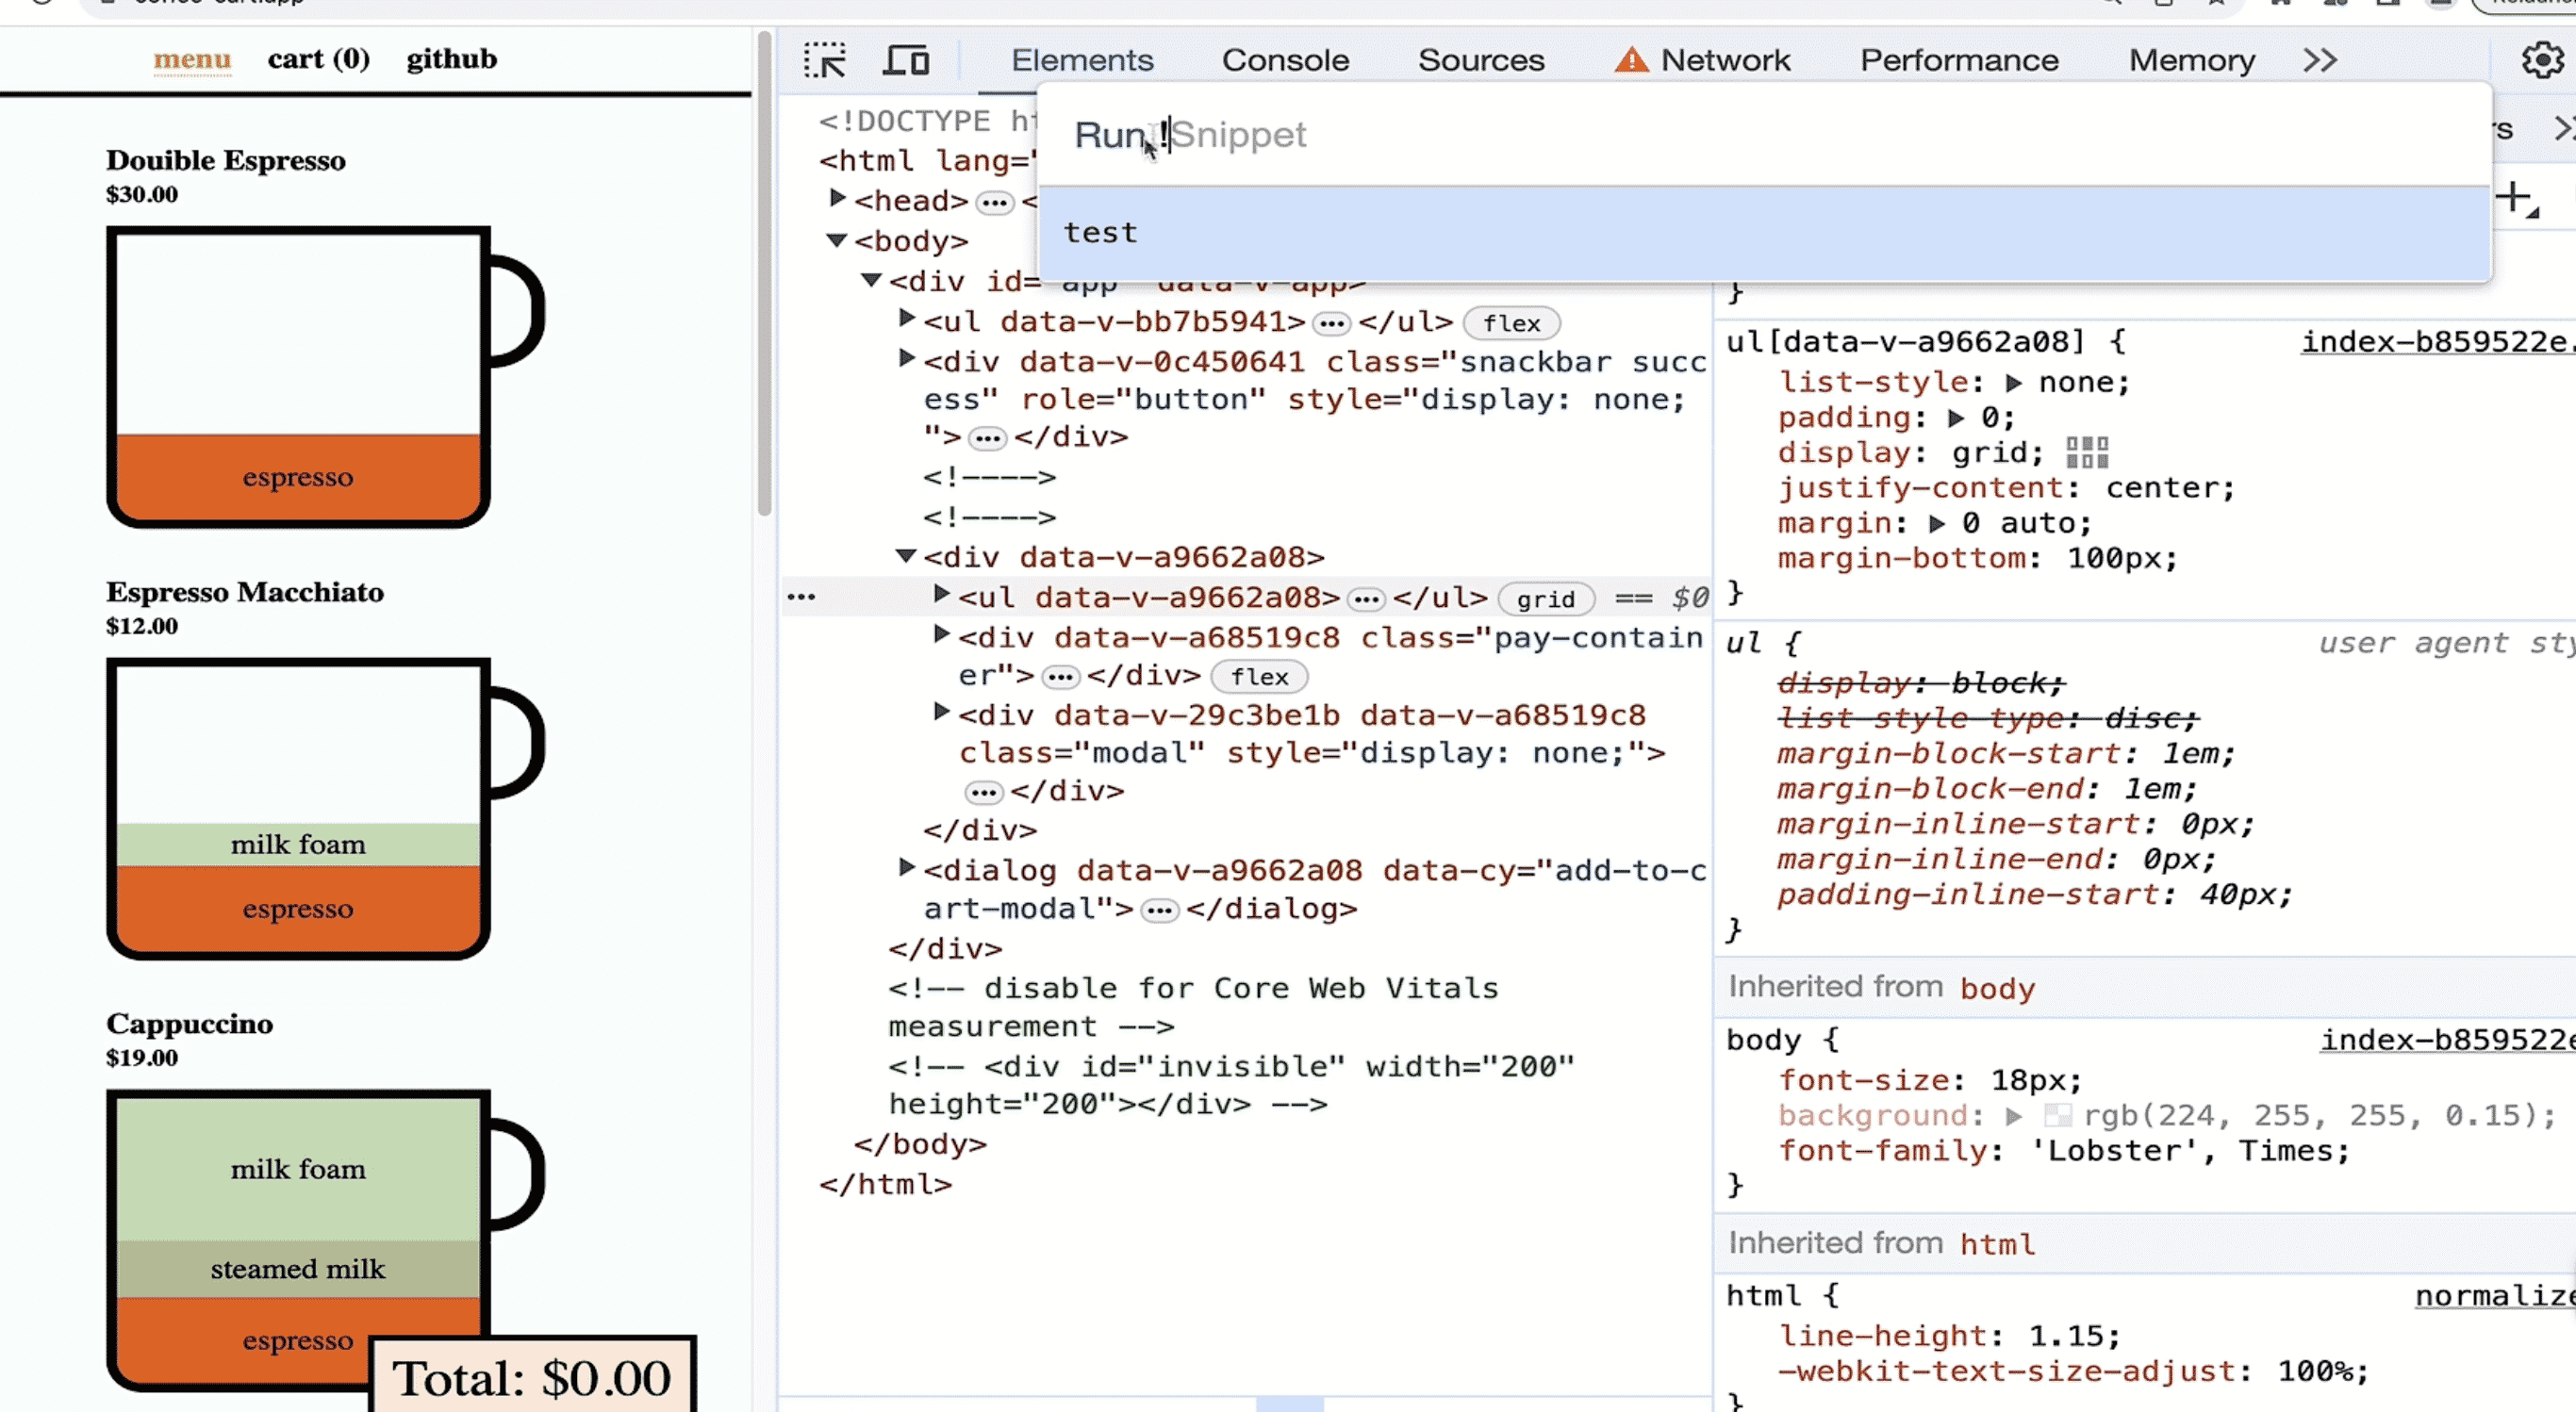 menu cart (0) github
Douible Espresso
$30.00
espresso
Espresso Macchiato
$12.00
milk foam
espresso
Cappuccino
$19.00
milk foam
steamed milk
espresso
Total: $0.00
Elements Console Sources Network Performance Memory
Run !Snippet
test
<!DOCTYPE ht
<html lang="
<head> ••• <
<body>
<div id="app" data-v-app>
<ul data-v-bb7b5941> ••• </ul> flex
<div data-v-0c450641 class="snackbar succ
ess" role="button" style="display: none;
"> ••• </div>
<!---->
<!---->
<div data-v-a9662a08>
••• <ul data-v-a9662a08> ••• </ul> grid == $0
<div data-v-a68519c8 class="pay-contain
er"> ••• </div> flex
<div data-v-29c3be1b data-v-a68519c8
class="modal" style="display: none;">
••• </div>
</div>
<dialog data-v-a9662a08 data-cy="add-to-c
art-modal"> ••• </dialog>
</div>
<!-- disable for Core Web Vitals
measurement -->
<!-- <div id="invisible" width="200"
height="200"></div> -->
</body>
</html>
}
ul[data-v-a9662a08] { index-b859522e.
list-style: none;
padding: 0;
display: grid;
justify-content: center;
margin: 0 auto;
margin-bottom: 100px;
}
ul { user agent sty
display: block;
list-style-type: disc;
margin-block-start: 1em;
margin-block-end: 1em;
margin-inline-start: 0px;
margin-inline-end: 0px;
padding-inline-start: 40px;
}
Inherited from body
body { index-b859522e
font-size: 18px;
background: rgb(224, 255, 255, 0.15);
font-family: 'Lobster', Times;
}
Inherited from html
html { normalize
line-height: 1.15;
-webkit-text-size-adjust: 100%;
}